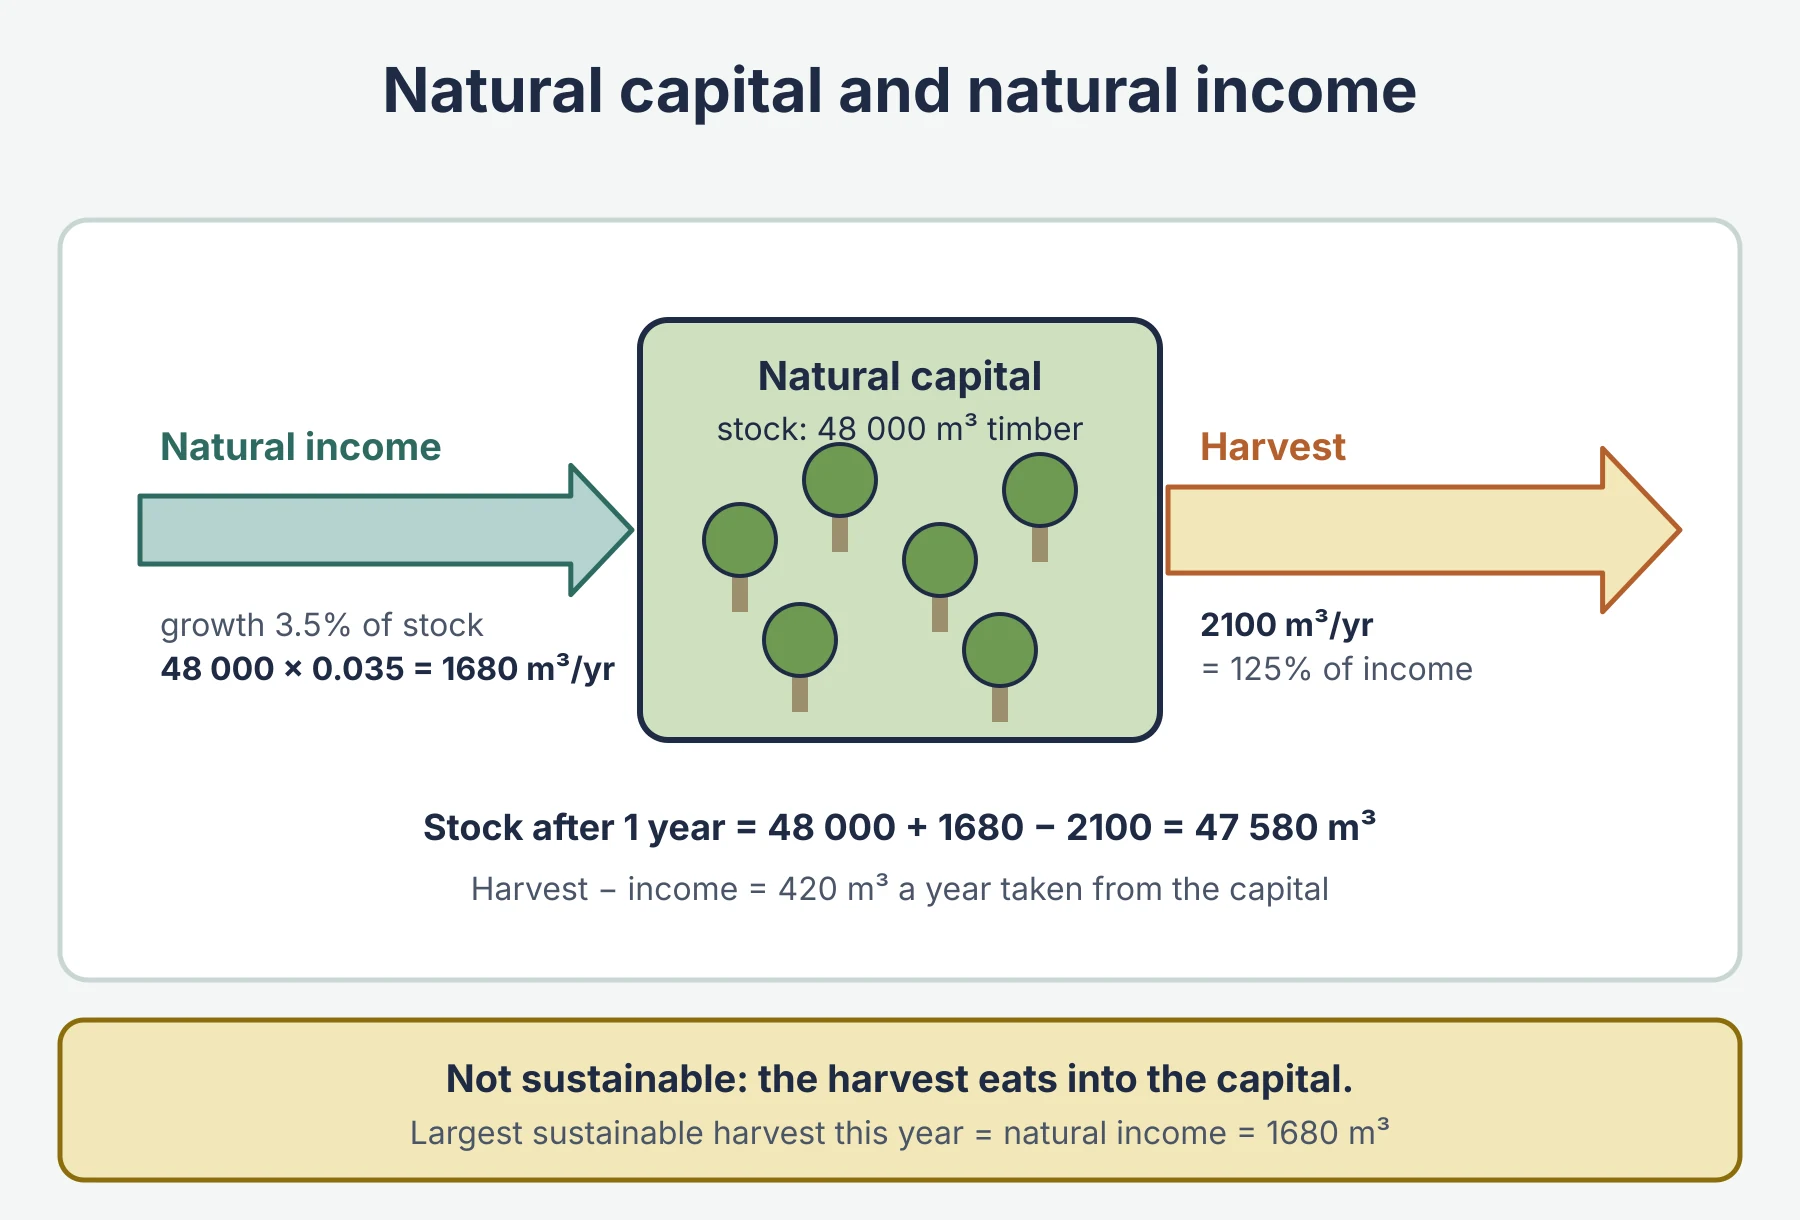 Natural capital and natural income
Natural capital
stock: 48 000 m³ timber
Natural income
growth 3.5% of stock
48 000 × 0.035 = 1680 m³/yr
Harvest
2100 m³/yr
= 125% of income
Stock after 1 year = 48 000 + 1680 − 2100 = 47 580 m³
Harvest − income = 420 m³ a year taken from the capital
Not sustainable: the harvest eats into the capital.
Largest sustainable harvest this year = natural income = 1680 m³